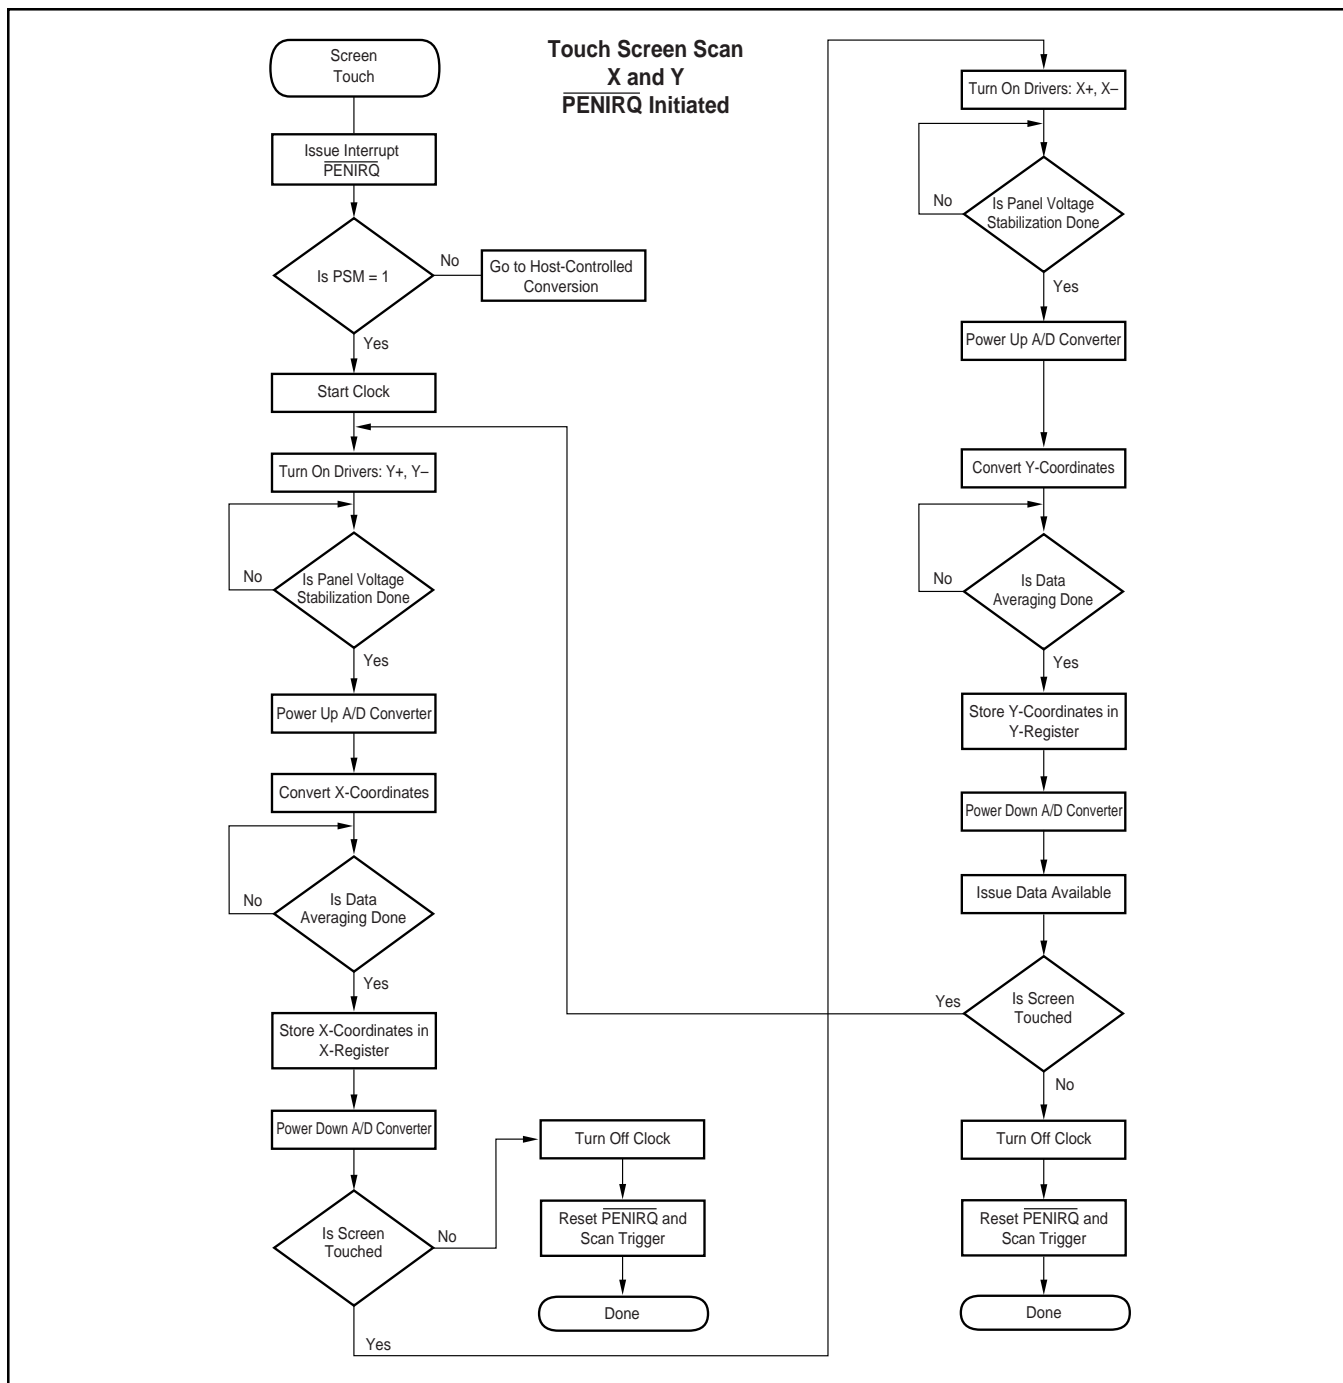 Touch Screen Scan
X and Y
PENIRQ Initiated
Screen
Touch
Issue Interrupt
PENIRQ
Is PSM = 1
No
Go to Host-Controlled
Conversion
Yes
Start Clock
Turn On Drivers: Y+, Y–
Is Panel Voltage
Stabilization Done
No
Yes
Power Up A/D Converter
Convert X-Coordinates
Is Data
Averaging Done
No
Yes
Store X-Coordinates in
X-Register
Power Down A/D Converter
Is Screen
Touched
No
Turn Off Clock
Reset PENIRQ and
Scan Trigger
Done
Yes
Turn On Drivers: X+, X–
Is Panel Voltage
Stabilization Done
No
Yes
Power Up A/D Converter
Convert Y-Coordinates
Is Data
Averaging Done
No
Yes
Store Y-Coordinates in
Y-Register
Power Down A/D Converter
Issue Data Available
Is Screen
Touched
Yes
No
Turn Off Clock
Reset PENIRQ and
Scan Trigger
Done